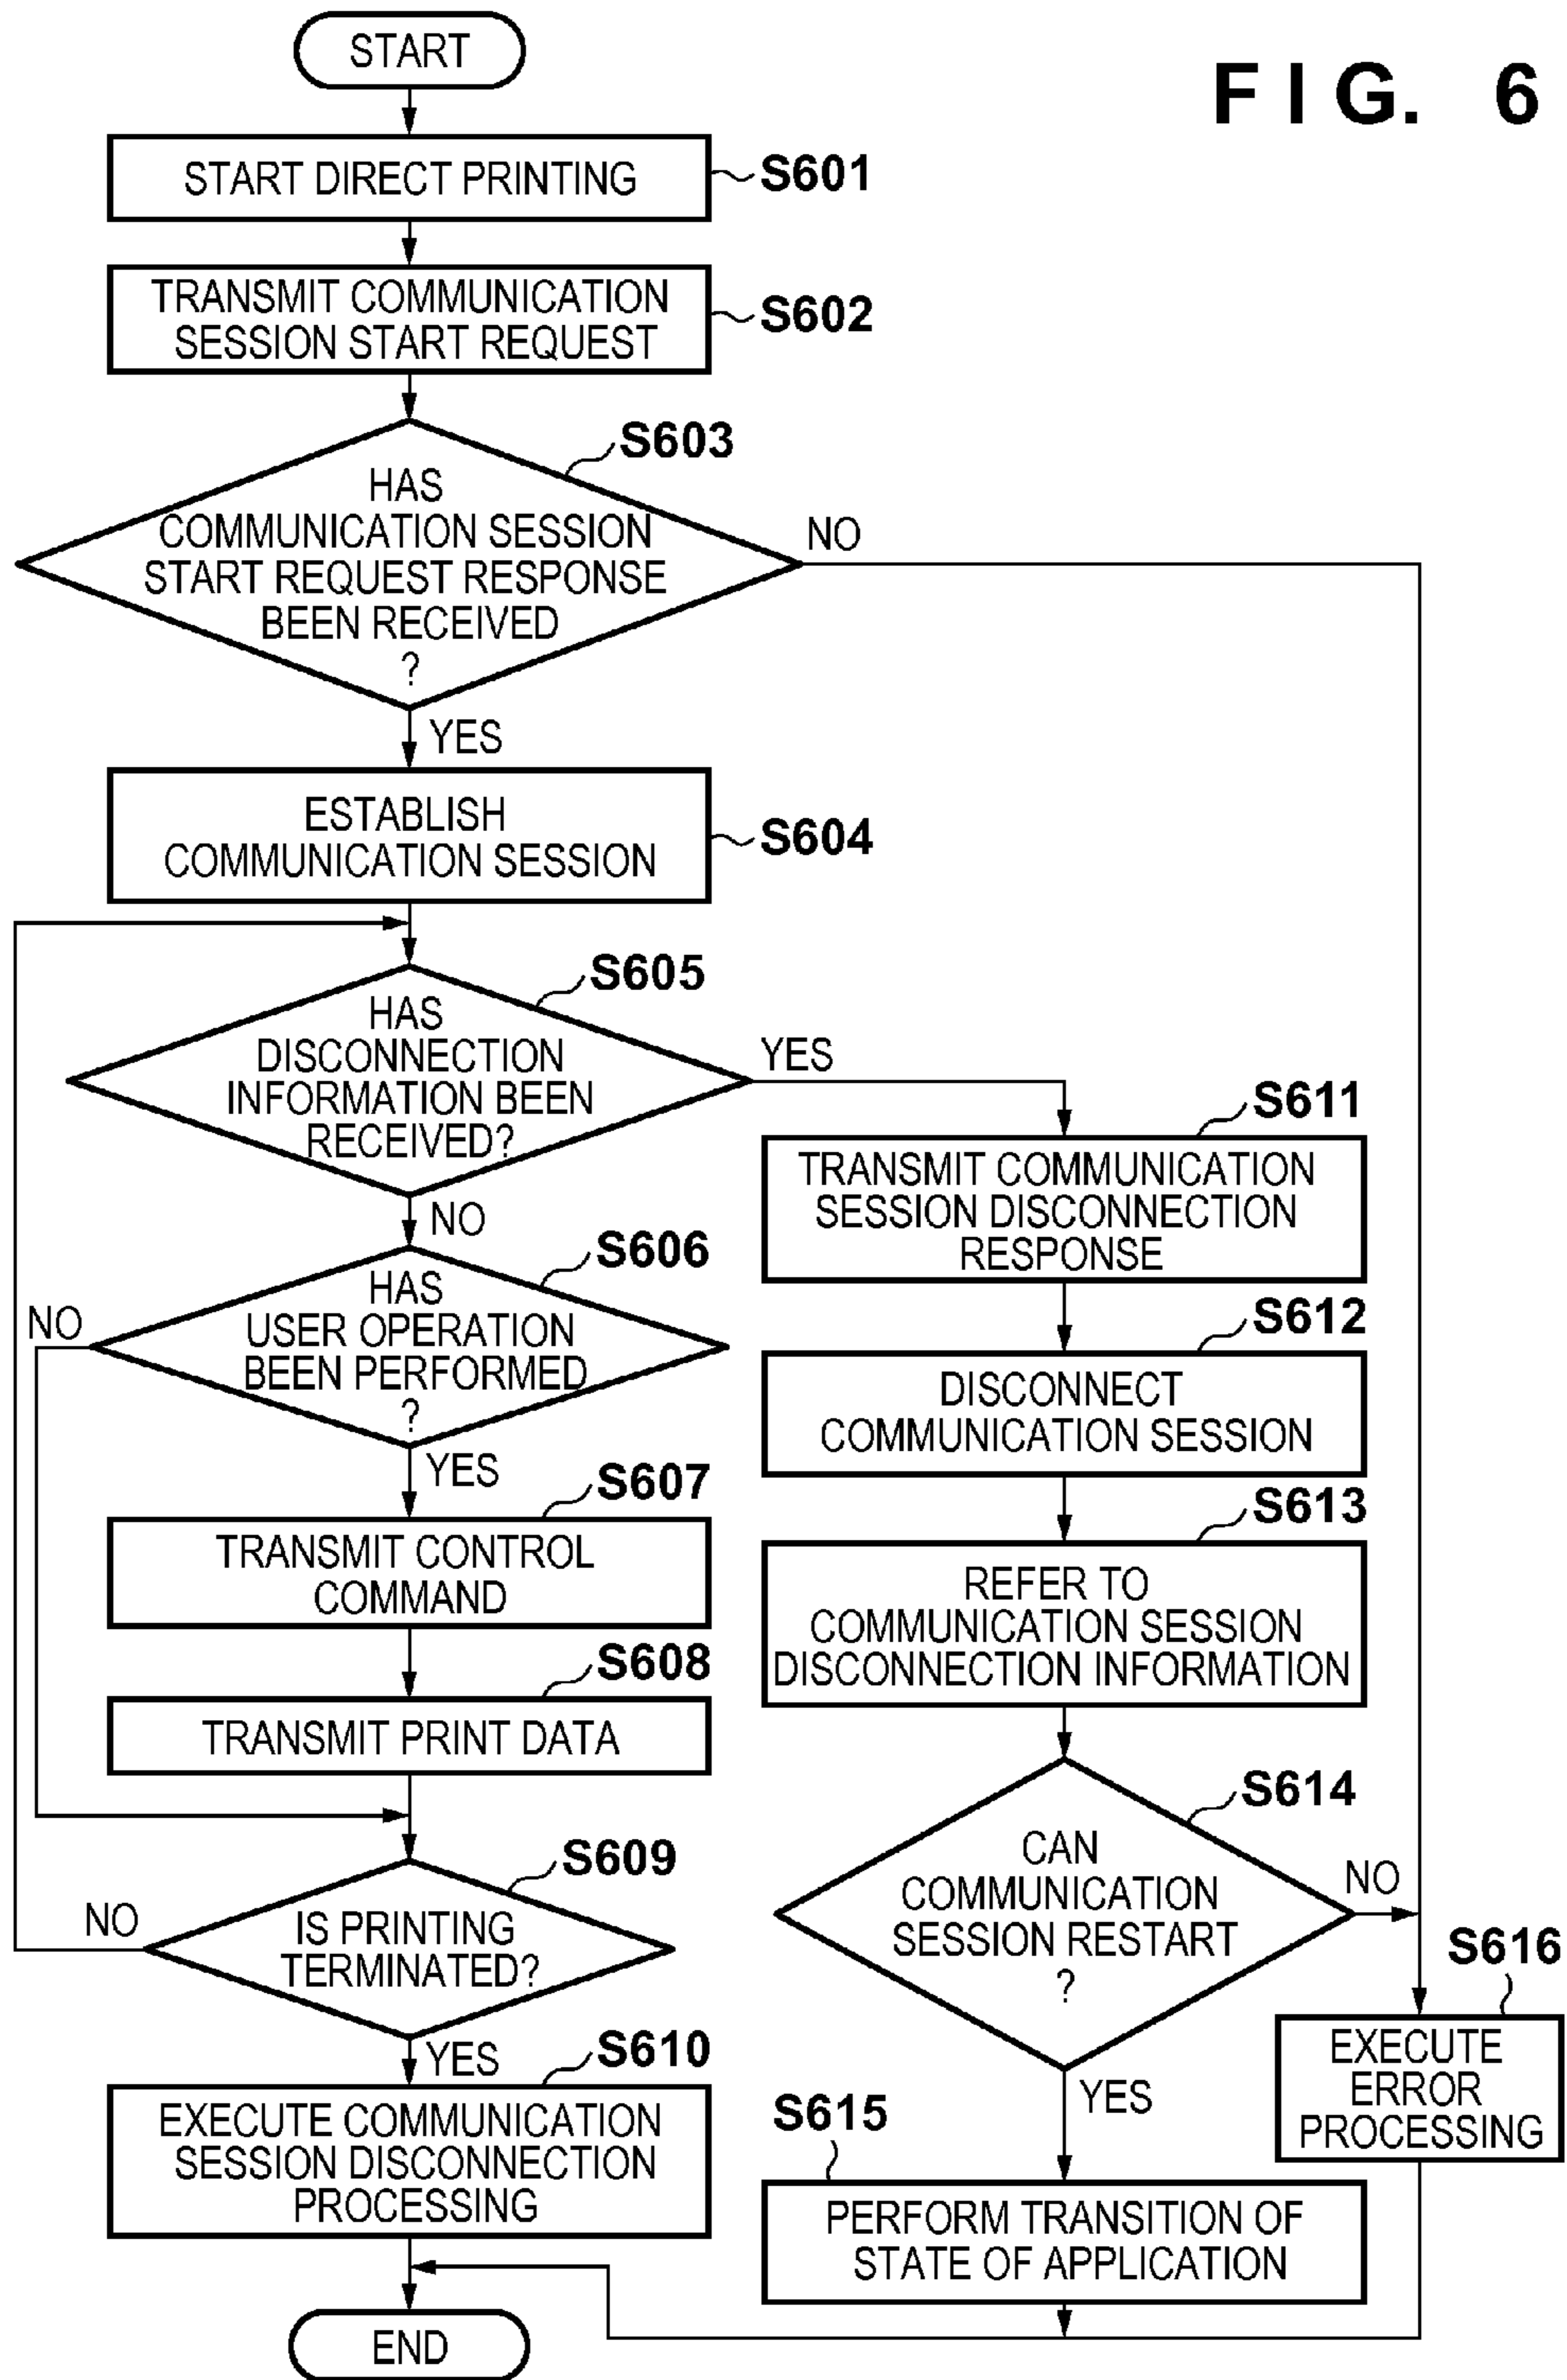 FIG. 6
START
START DIRECT PRINTING
S601
TRANSMIT COMMUNICATION
SESSION START REQUEST
S602
S603
HAS
COMMUNICATION SESSION
START REQUEST RESPONSE
BEEN RECEIVED
?
NO
YES
ESTABLISH
COMMUNICATION SESSION
S604
S605
HAS
DISCONNECTION
INFORMATION BEEN
RECEIVED?
YES
NO
S606
HAS
USER OPERATION
BEEN PERFORMED
?
NO
YES
S607
TRANSMIT CONTROL
COMMAND
S608
TRANSMIT PRINT DATA
S609
IS PRINTING
TERMINATED?
NO
YES
S610
EXECUTE COMMUNICATION
SESSION DISCONNECTION
PROCESSING
S611
TRANSMIT COMMUNICATION
SESSION DISCONNECTION
RESPONSE
S612
DISCONNECT
COMMUNICATION SESSION
S613
REFER TO
COMMUNICATION SESSION
DISCONNECTION INFORMATION
S614
CAN
COMMUNICATION
SESSION RESTART
?
NO
YES
S615
PERFORM TRANSITION OF
STATE OF APPLICATION
S616
EXECUTE
ERROR
PROCESSING
END